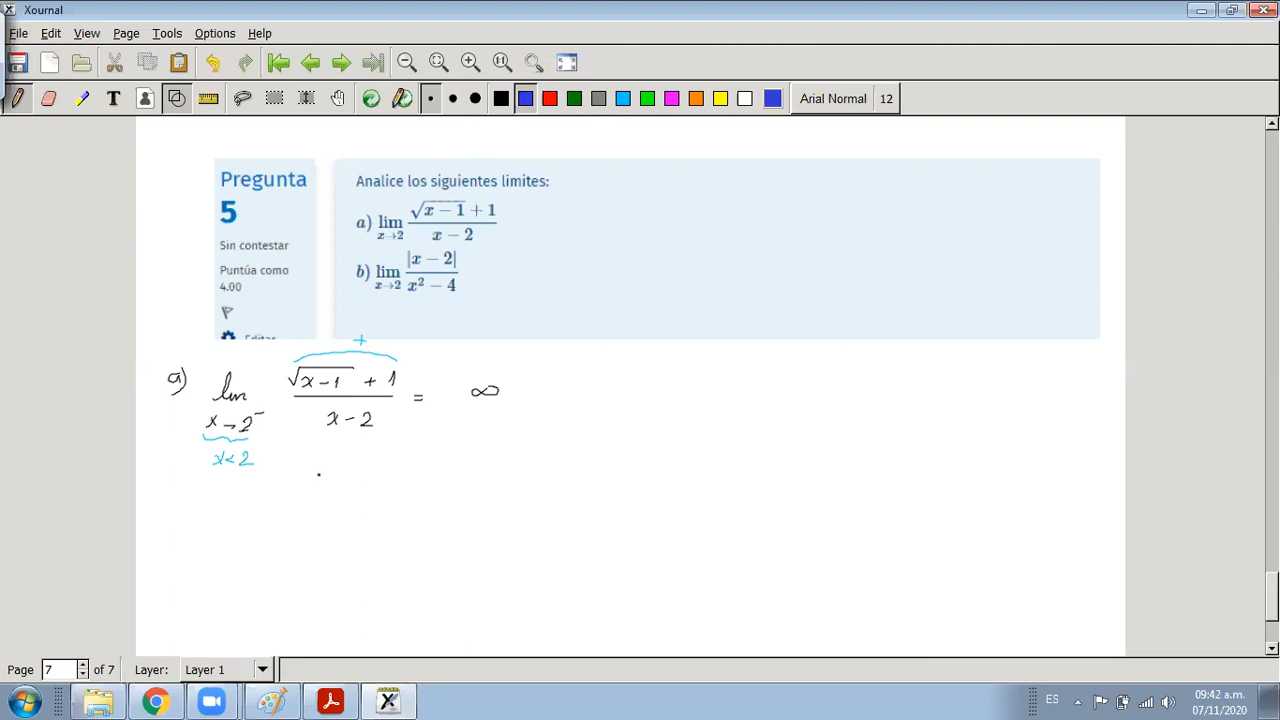 Xournal
File Edit View Page Tools Options Help
T Arial Normal 12
Pregunta
5
Sin contestar
Puntúa como
4.00
Editar
Analice los siguientes limites:
a) lim x→2 (√(x − 1) + 1)/(x − 2)
b) lim x→2 |x − 2|/(x² − 4)
+
a) lim x→2⁻ (√(x−1) + 1)/(x − 2) = ∞
x<2
Page 7 of 7 Layer: Layer 1
ES 09:42 a.m.
07/11/2020